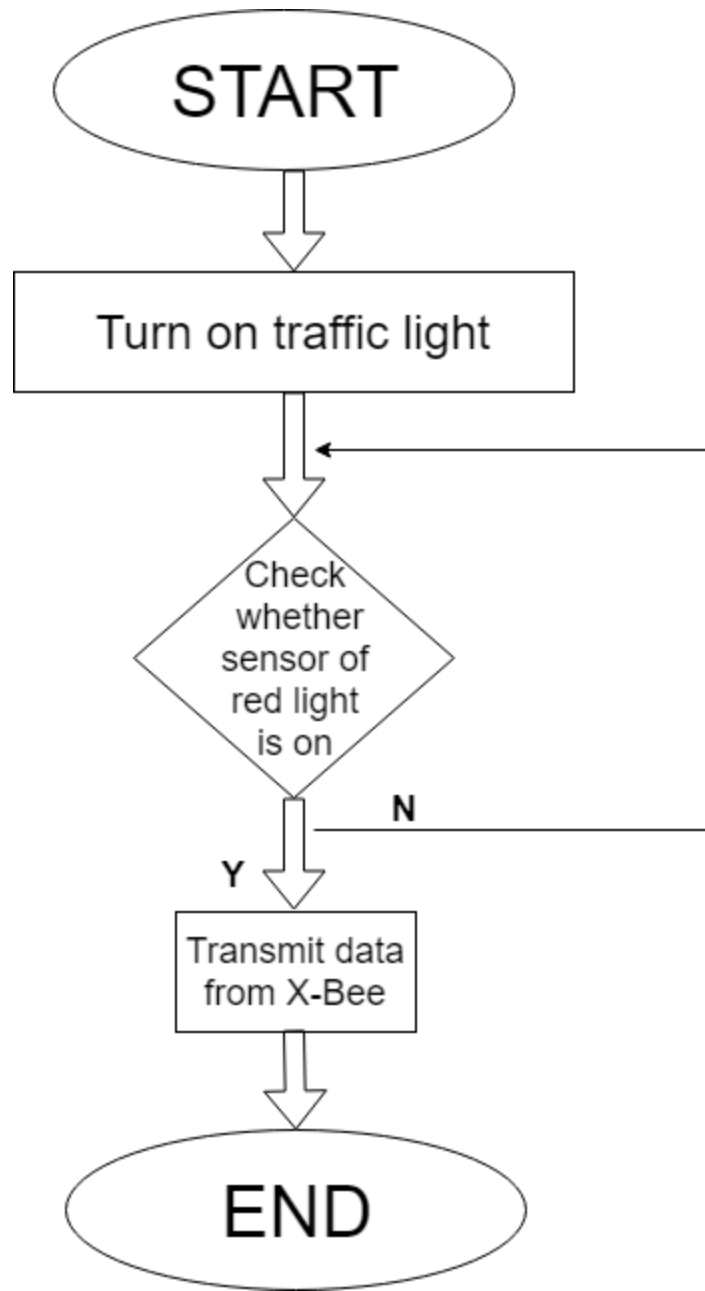 START
Turn on traffic light
Check
whether
sensor of
red light
is on
N
Y
Transmit data
from X-Bee
END